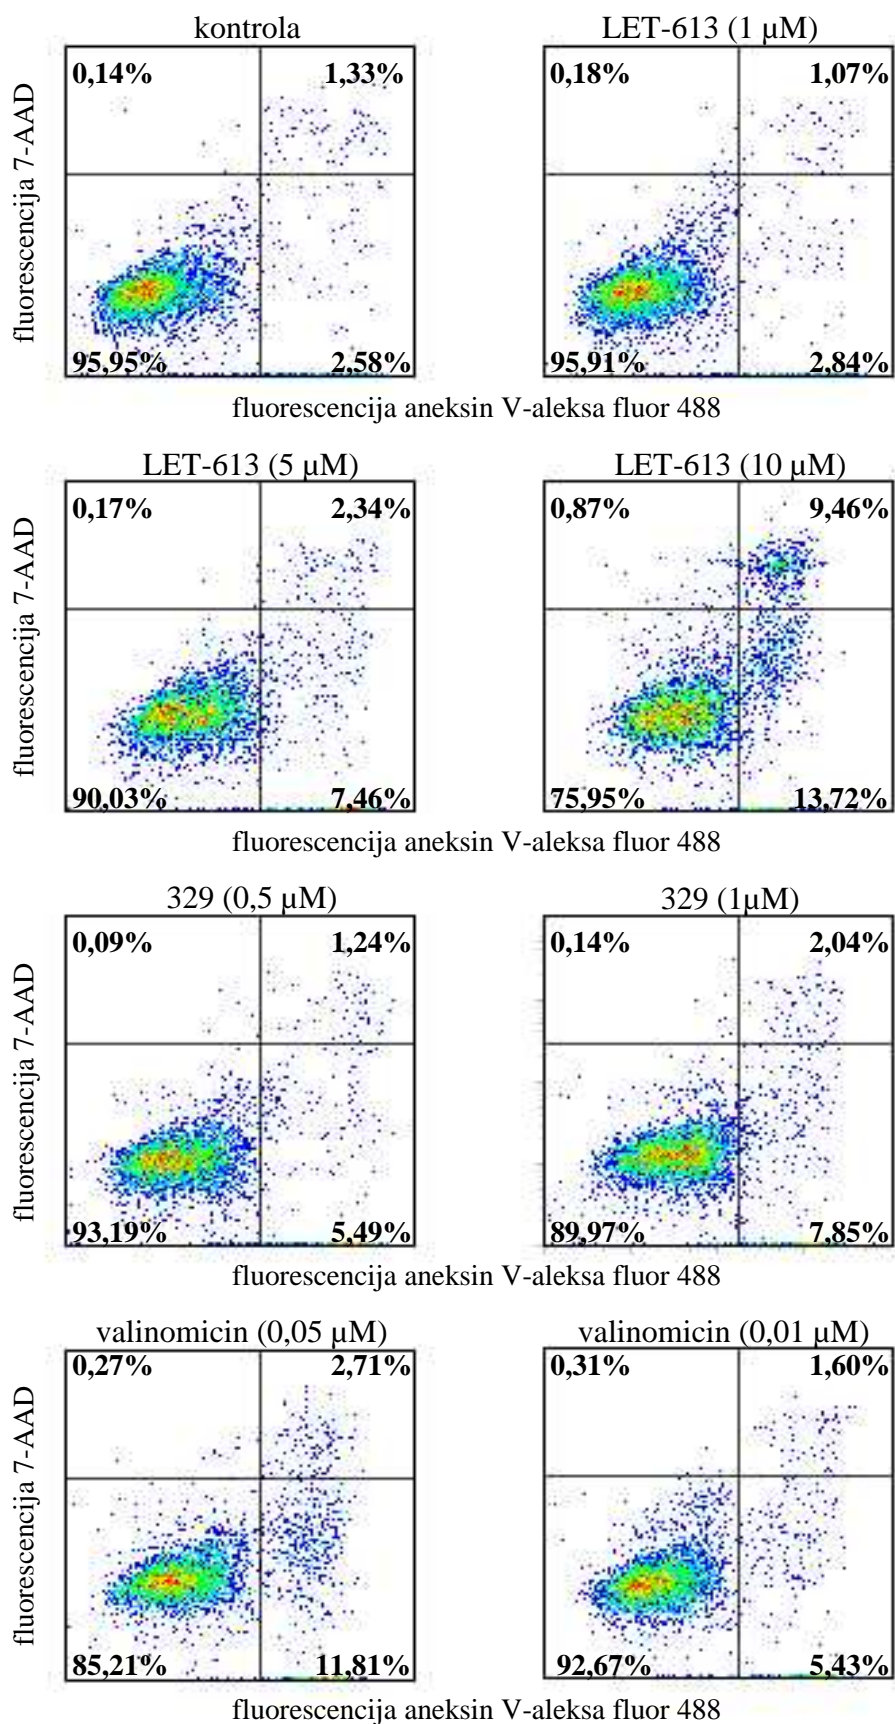 kontrola
LET-613 (1 µM)
0,14%
1,33%
0,18%
1,07%
fluorescencija 7-AAD
95,95%
2,58%
95,91%
2,84%
fluorescencija aneksin V-aleksa fluor 488
LET-613 (5 µM)
LET-613 (10 µM)
0,17%
2,34%
0,87%
9,46%
fluorescencija 7-AAD
90,03%
7,46%
75,95%
13,72%
fluorescencija aneksin V-aleksa fluor 488
329 (0,5 µM)
329 (1µM)
0,09%
1,24%
0,14%
2,04%
fluorescencija 7-AAD
93,19%
5,49%
89,97%
7,85%
fluorescencija aneksin V-aleksa fluor 488
valinomicin (0,05 µM)
valinomicin (0,01 µM)
0,27%
2,71%
0,31%
1,60%
fluorescencija 7-AAD
85,21%
11,81%
92,67%
5,43%
fluorescencija aneksin V-aleksa fluor 488